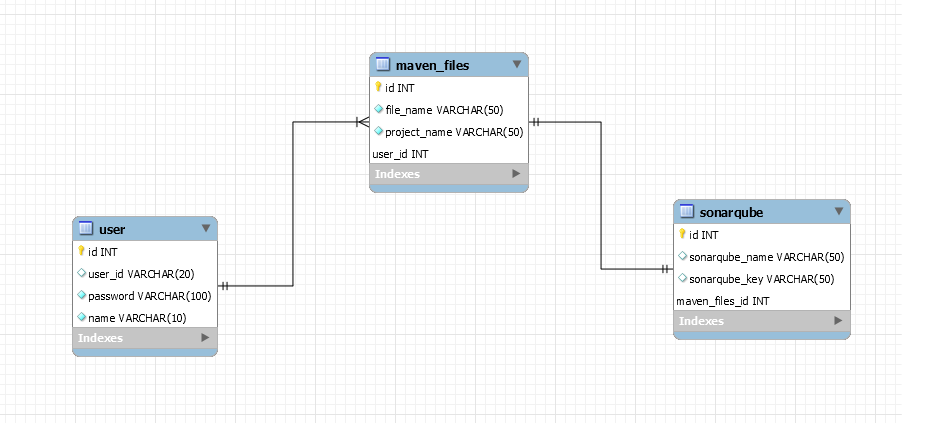 maven_files
id INT
file_name VARCHAR(50)
project_name VARCHAR(50)
user_id INT
Indexes
user
id INT
user_id VARCHAR(20)
password VARCHAR(100)
name VARCHAR(10)
Indexes
sonarqube
id INT
sonarqube_name VARCHAR(50)
sonarqube_key VARCHAR(50)
maven_files_id INT
Indexes